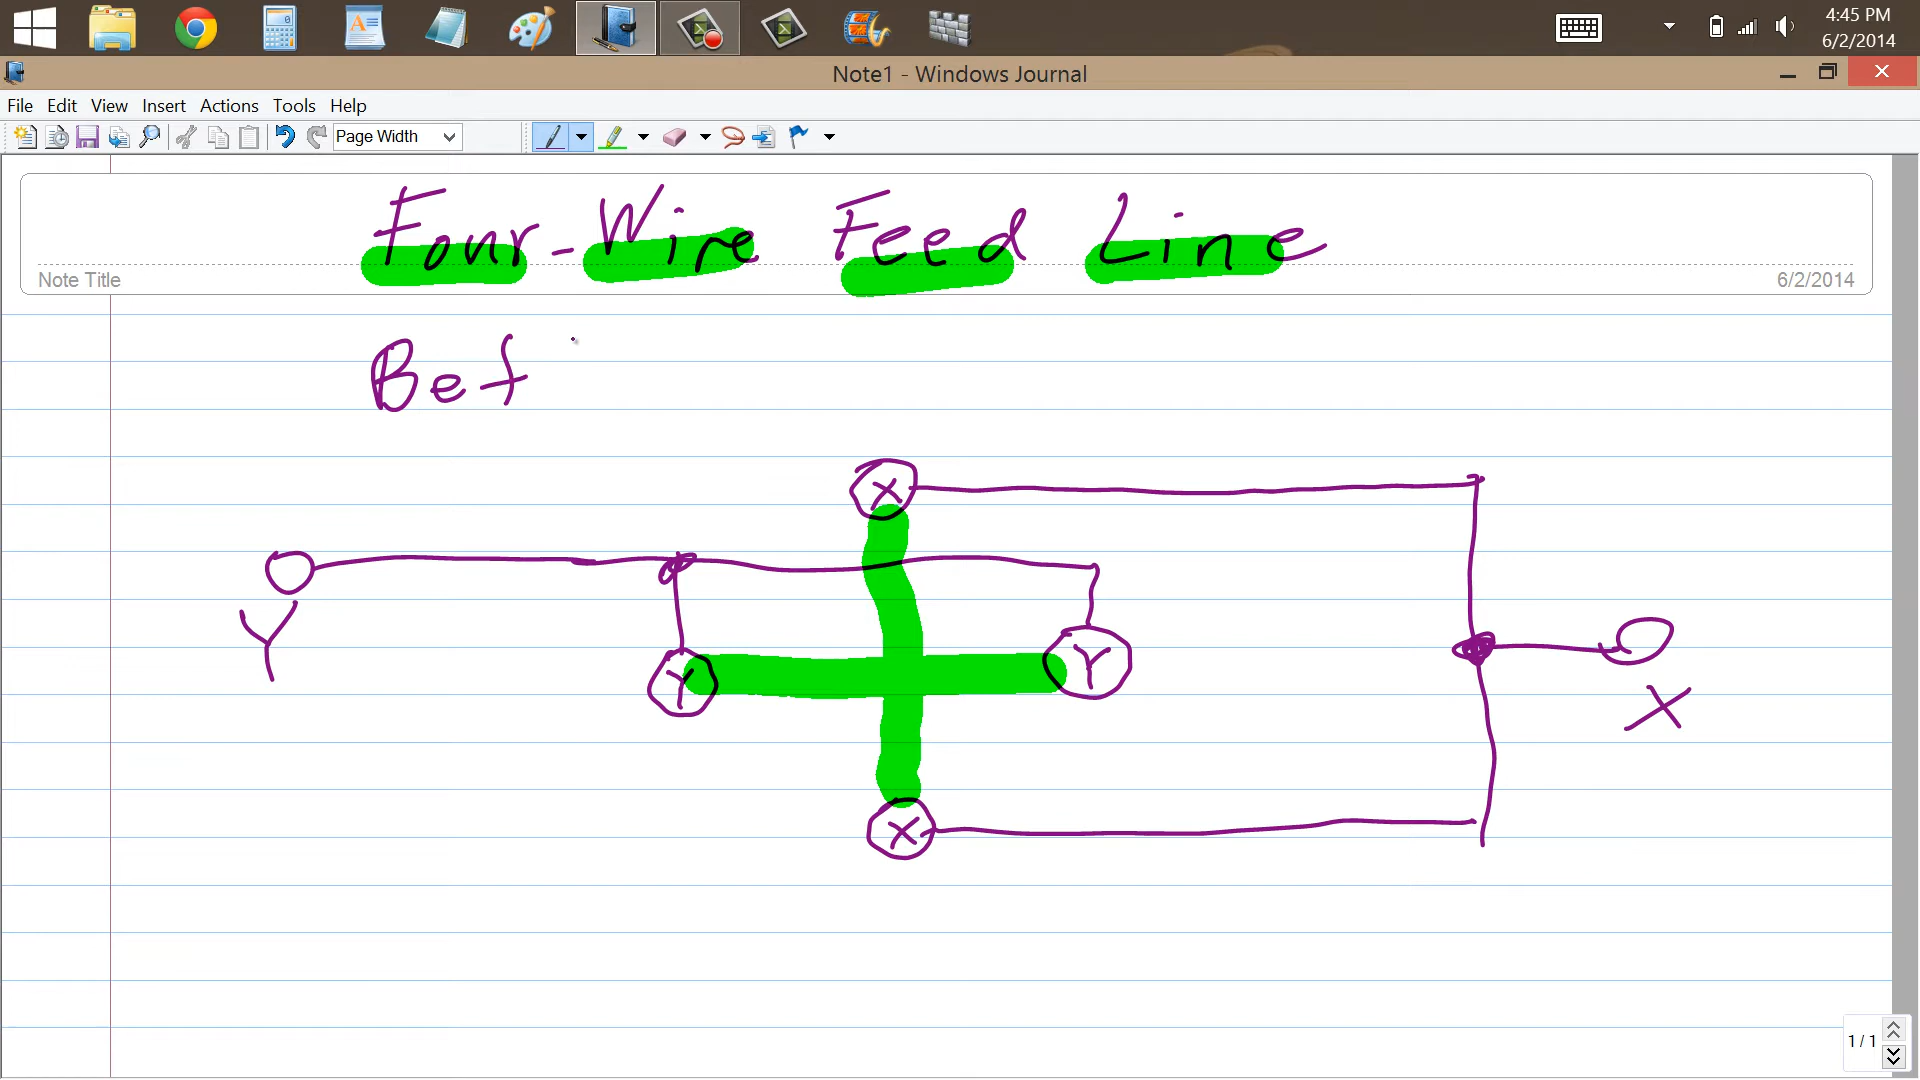 4:45 PM
6/2/2014
Note1 - Windows Journal
File Edit View Insert Actions Tools Help
Page Width
Four-Wire Feed Line
Note Title
6/2/2014
Bef
X
Y
Y
Y
X
X
1 / 1